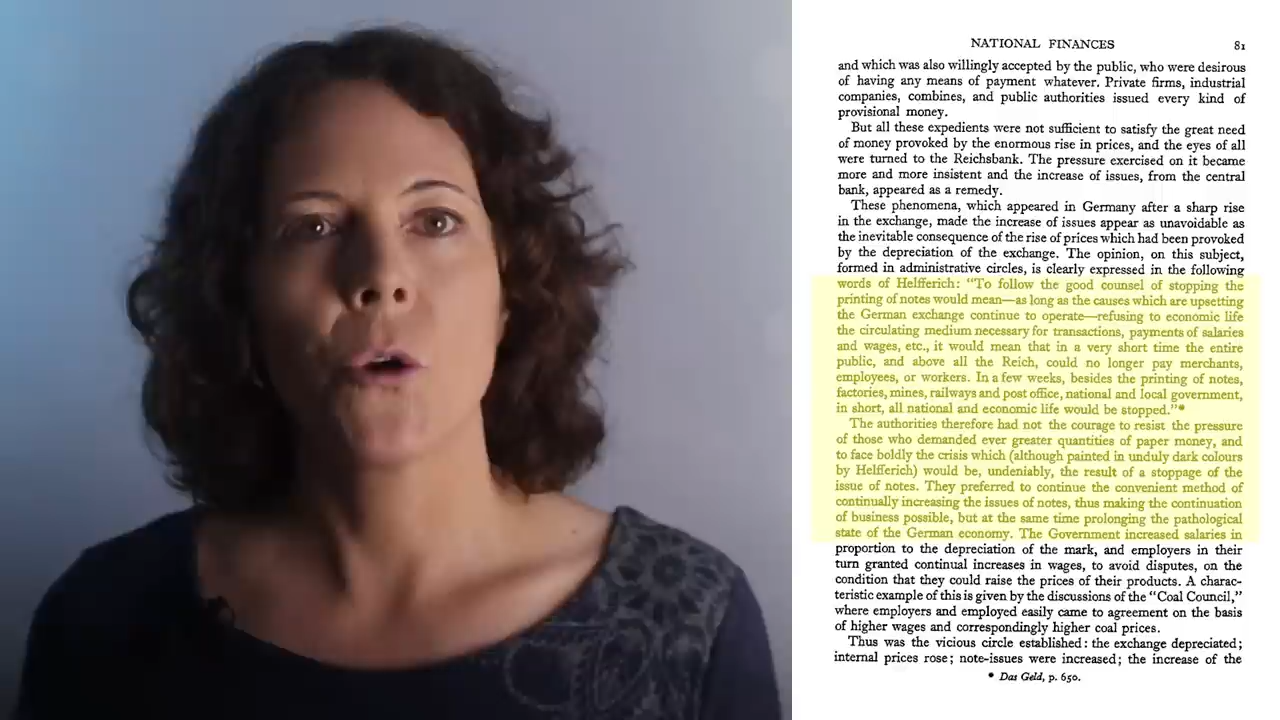 NATIONAL FINANCES 81
and which was also willingly accepted by the public, who were desirous
of having any means of payment whatever. Private firms, industrial
companies, combines, and public authorities issued every kind of
provisional money.
But all these expedients were not sufficient to satisfy the great need
of money provoked by the enormous rise in prices, and the eyes of all
were turned to the Reichsbank. The pressure exercised on it became
more and more insistent and the increase of issues, from the central
bank, appeared as a remedy.
These phenomena, which appeared in Germany after a sharp rise
in the exchange, made the increase of issues appear as unavoidable as
the inevitable consequence of the rise of prices which had been provoked
by the depreciation of the exchange. The opinion, on this subject,
formed in administrative circles, is clearly expressed in the following
words of Helfferich: “To follow the good counsel of stopping the
printing of notes would mean—as long as the causes which are upsetting
the German exchange continue to operate—refusing to economic life
the circulating medium necessary for transactions, payments of salaries
and wages, etc., it would mean that in a very short time the entire
public, and above all the Reich, could no longer pay merchants,
employees, or workers. In a few weeks, besides the printing of notes,
factories, mines, railways and post office, national and local government,
in short, all national and economic life would be stopped.”*
The authorities therefore had not the courage to resist the pressure
of those who demanded ever greater quantities of paper money, and
to face boldly the crisis which (although painted in unduly dark colours
by Helfferich) would be, undeniably, the result of a stoppage of the
issue of notes. They preferred to continue the convenient method of
continually increasing the issues of notes, thus making the continuation
of business possible, but at the same time prolonging the pathological
state of the German economy. The Government increased salaries in
proportion to the depreciation of the mark, and employers in their
turn granted continual increases in wages, to avoid disputes, on the
condition that they could raise the prices of their products. A charac-
teristic example of this is given by the discussions of the “Coal Council,”
where employers and employed easily came to agreement on the basis
of higher wages and correspondingly higher coal prices.
Thus was the vicious circle established: the exchange depreciated;
internal prices rose; note-issues were increased; the increase of the
* Das Geld, p. 650.